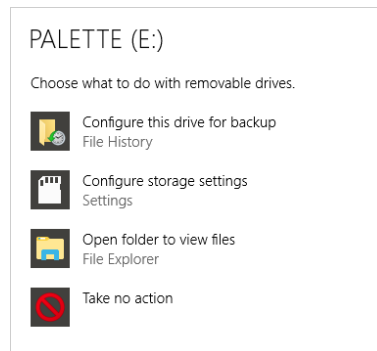 PALETTE (E:)
Choose what to do with removable drives.
Configure this drive for backup
File History
Configure storage settings
Settings
Open folder to view files
File Explorer
Take no action